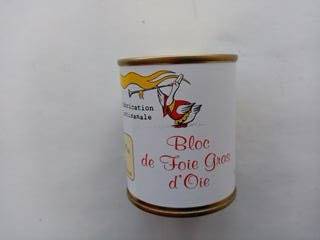 Fabrication
Artisanale
Bloc
de Foie Gras
d'Oie